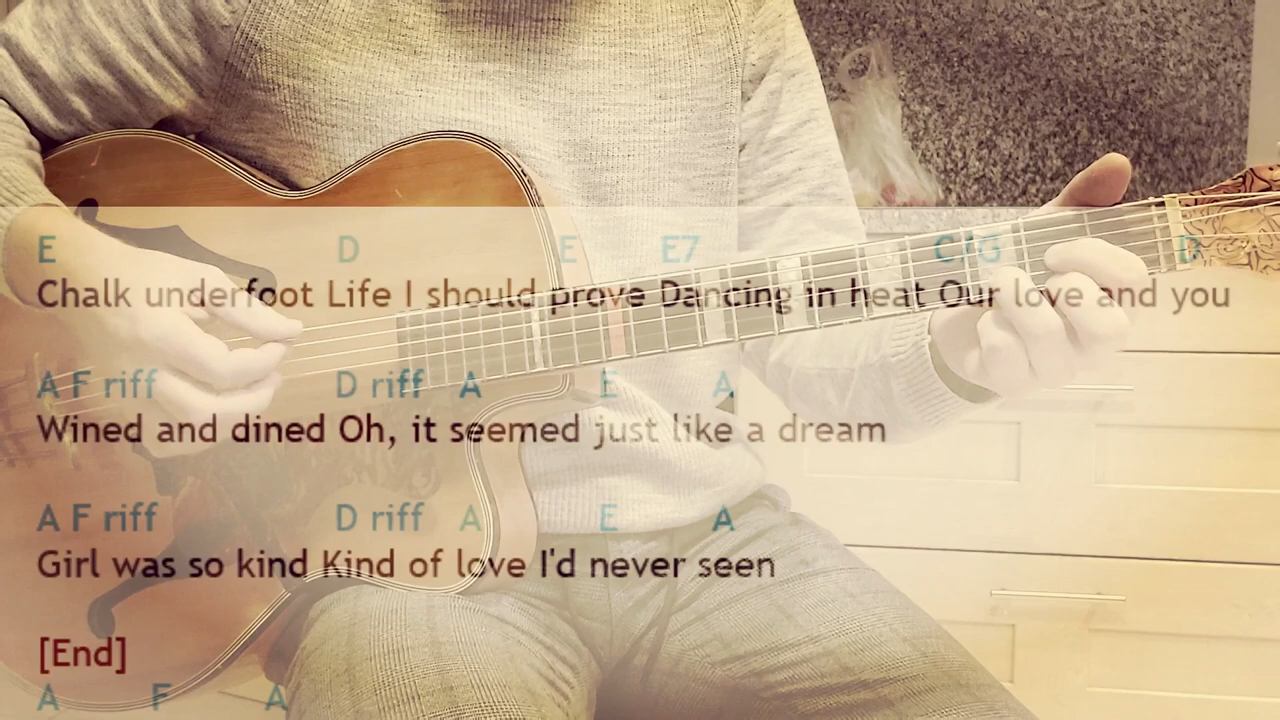 E D E E7 C/G D
Chalk underfoot Life I should prove Dancing in heat Our love and you
A F riff D riff A E A
Wined and dined Oh, it seemed just like a dream
A F riff D riff A E A
Girl was so kind Kind of love I'd never seen
[End]
A F A